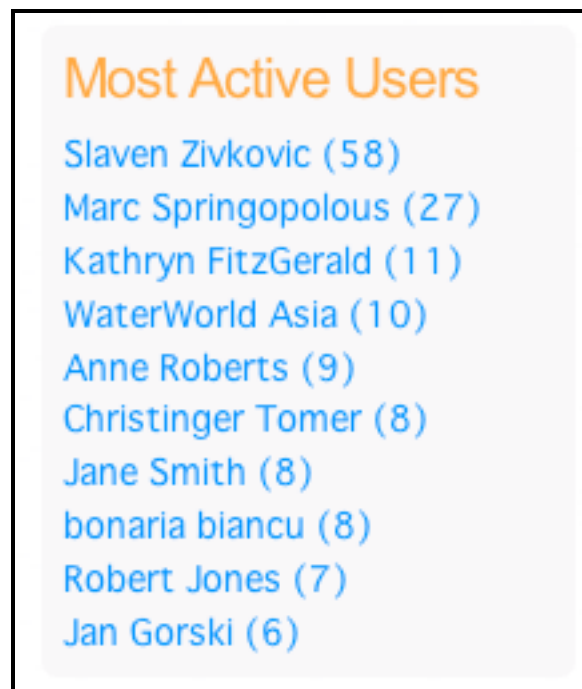 Most Active Users
Slaven Zivkovic (58)
Marc Springopolous (27)
Kathryn FitzGerald (11)
WaterWorld Asia (10)
Anne Roberts (9)
Christinger Tomer (8)
Jane Smith (8)
bonaria biancu (8)
Robert Jones (7)
Jan Gorski (6)